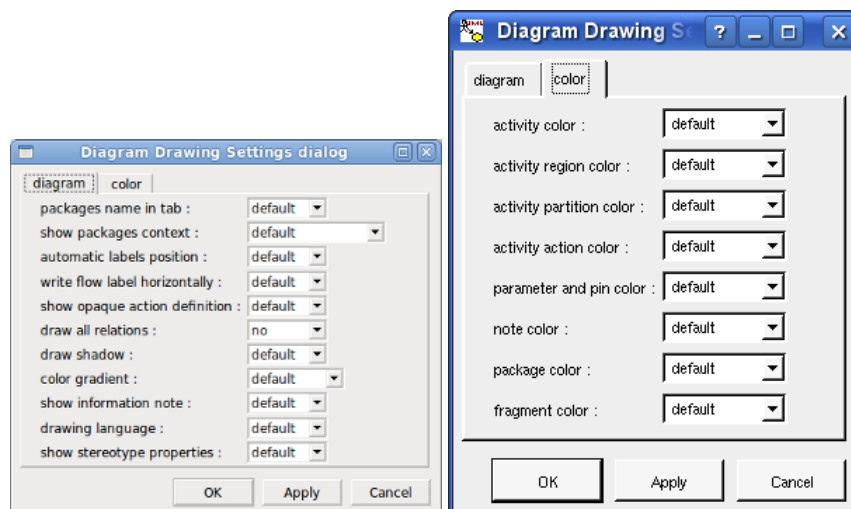 Diagram Drawing Settings dialog
diagram color
packages name in tab : default
show packages context : default
automatic labels position : default
write flow label horizontally : default
show opaque action definition : default
draw all relations : no
draw shadow : default
color gradient : default
show information note : default
drawing language : default
show stereotype properties : default
OK Apply Cancel
Diagram Drawing
diagram color
activity color : default
activity region color : default
activity partition color : default
activity action color : default
parameter and pin color : default
note color : default
package color : default
fragment color : default
OK Apply Cancel